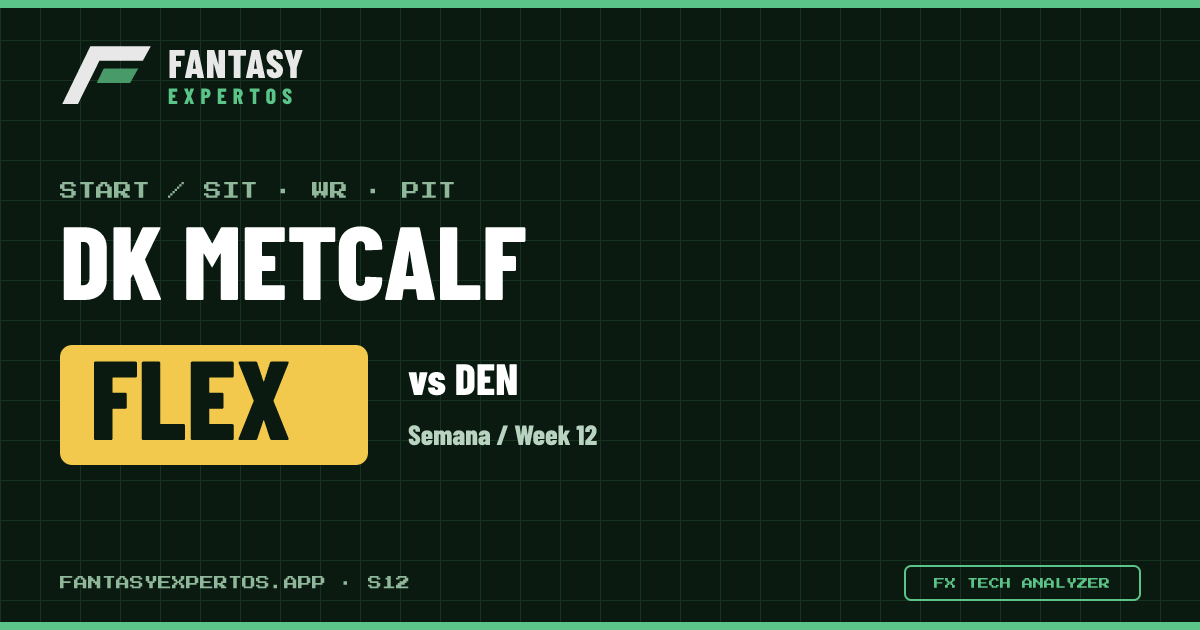 FANTASY
EXPERTOS
START / SIT · WR · PIT
DK METCALF
FLEX
vs DEN
Semana / Week 12
FANTASYEXPERTOS.APP · S12
FX TECH ANALYZER